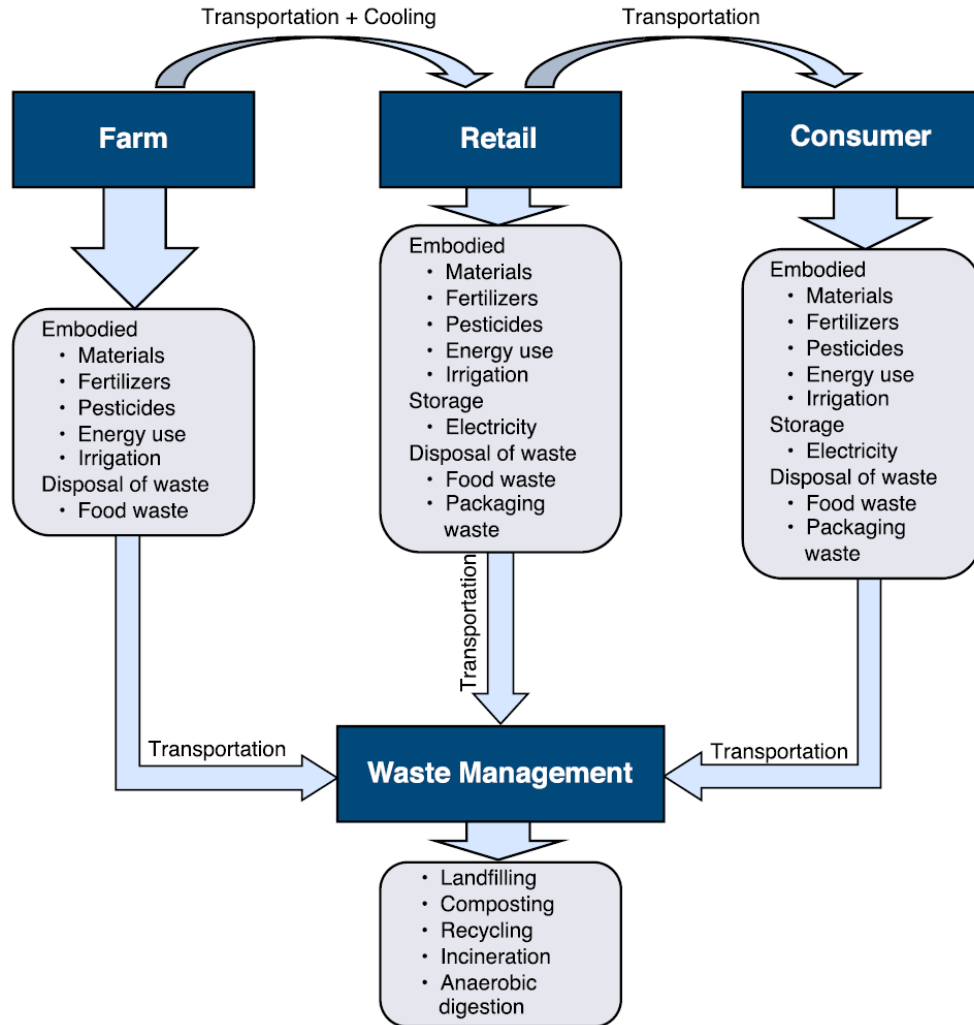 Transportation + Cooling
Transportation
Farm
Retail
Consumer
Embodied
• Materials
• Fertilizers
• Pesticides
• Energy use
• Irrigation
Disposal of waste
• Food waste
Embodied
• Materials
• Fertilizers
• Pesticides
• Energy use
• Irrigation
Storage
• Electricity
Disposal of waste
• Food waste
• Packaging
waste
Embodied
• Materials
• Fertilizers
• Pesticides
• Energy use
• Irrigation
Storage
• Electricity
Disposal of waste
• Food waste
• Packaging
waste
Transportation
Transportation
Transportation
Waste Management
• Landfilling
• Composting
• Recycling
• Incineration
• Anaerobic
digestion